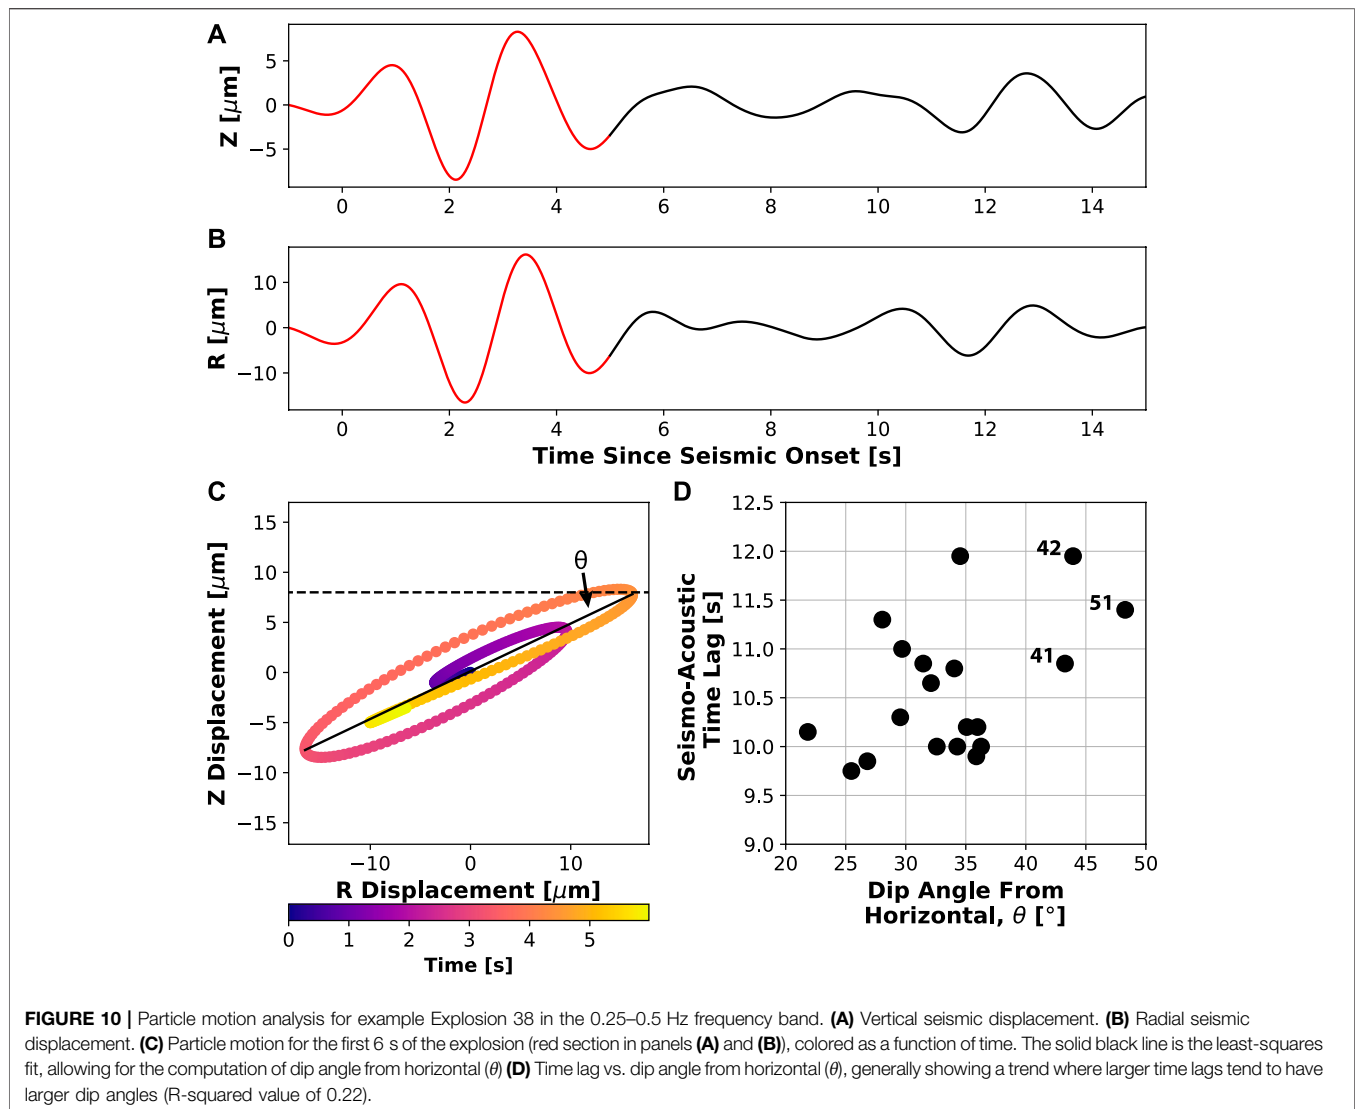 A
Z [μm]
5
0
−5
0 2 4 6 8 10 12 14
B
R [μm]
10
0
−10
0 2 4 6 8 10 12 14
Time Since Seismic Onset [s]
C
Z Displacement [μm]
15
10
5
0
−5
−10
−15
θ
−10 0 10
R Displacement [μm]
0 1 2 3 4 5
Time [s]
D
Seismo-Acoustic
Time Lag [s]
12.5
12.0
11.5
11.0
10.5
10.0
9.5
9.0
42
51
41
20 25 30 35 40 45 50
Dip Angle From
Horizontal, θ [°]
FIGURE 10 | Particle motion analysis for example Explosion 38 in the 0.25–0.5 Hz frequency band. (A) Vertical seismic displacement. (B) Radial seismic
displacement. (C) Particle motion for the first 6 s of the explosion (red section in panels (A) and (B)), colored as a function of time. The solid black line is the least-squares
fit, allowing for the computation of dip angle from horizontal (θ) (D) Time lag vs. dip angle from horizontal (θ), generally showing a trend where larger time lags tend to have
larger dip angles (R-squared value of 0.22).